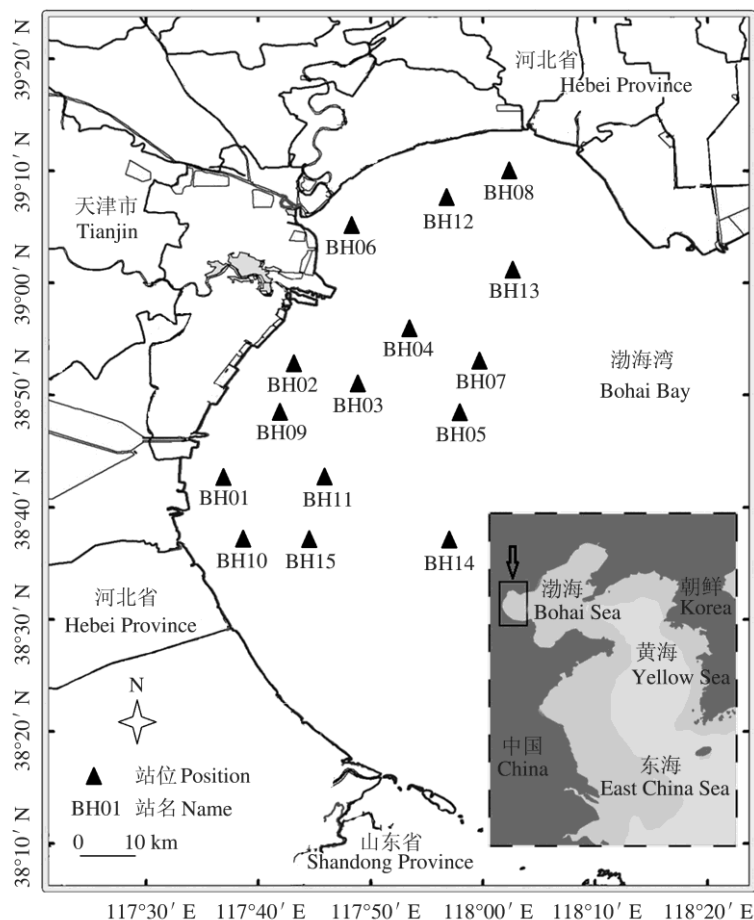 河北省
Hebei Province
39°20′ N
39°10′ N
39°00′ N
38°50′ N
38°40′ N
38°30′ N
38°20′ N
38°10′ N
天津市
Tianjin
BH08
BH12
BH06
BH13
BH04
BH02
BH03
BH07
BH09
BH05
渤海湾
Bohai Bay
BH01
BH11
BH10
BH15
BH14
河北省
Hebei Province
N
站位 Position
BH01 站名 Name
0 10 km
山东省
Shandong Province
渤海
Bohai Sea
朝鲜
Korea
黄海
Yellow Sea
中国
China
东海
East China Sea
117°30′ E
117°40′ E
117°50′ E
118°00′ E
118°10′ E
118°20′ E